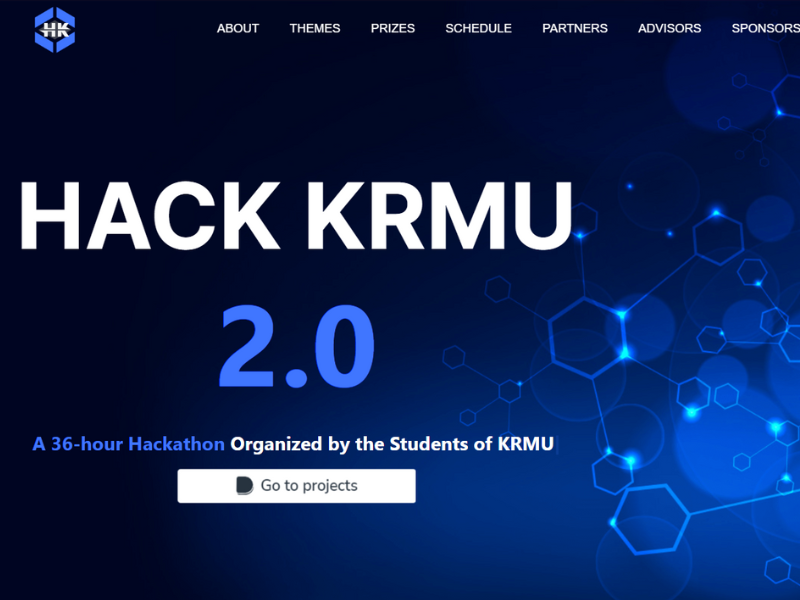 HK
ABOUT THEMES PRIZES SCHEDULE PARTNERS ADVISORS SPONSORS
HACK KRMU
2.0
A 36-hour Hackathon Organized by the Students of KRMU
Go to projects